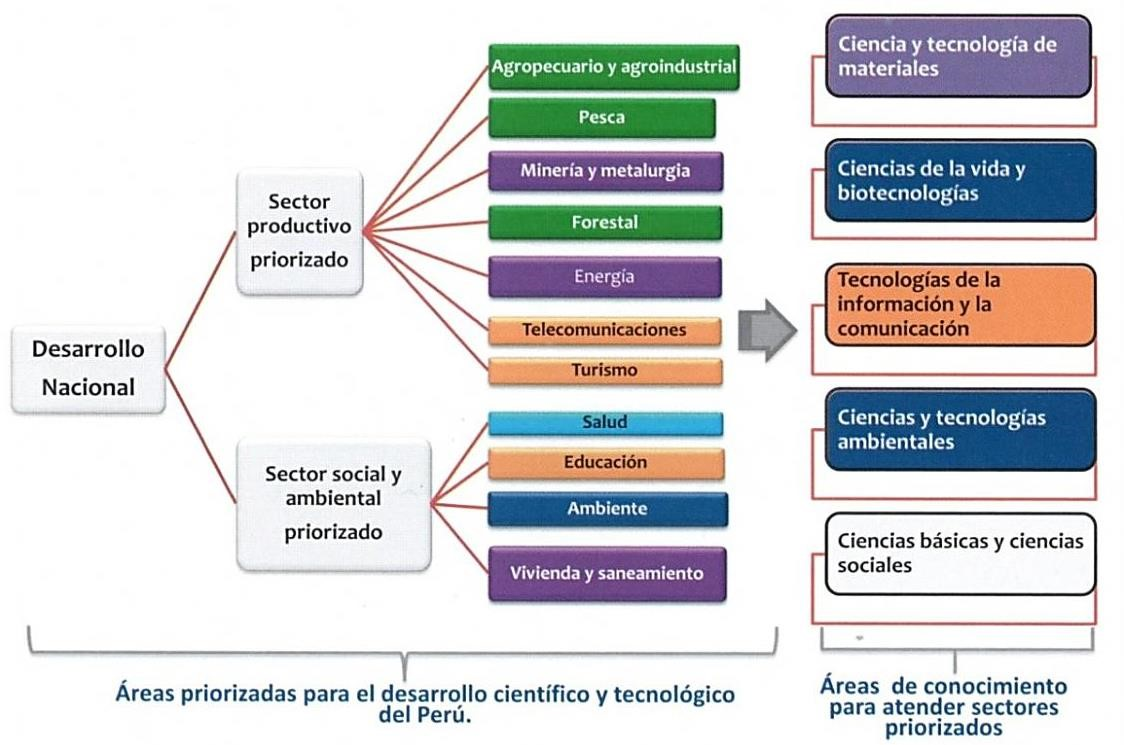 Desarrollo
Nacional
Sector
productivo
priorizado
Sector social y
ambiental
priorizado
Agropecuario y agroindustrial
Pesca
Minería y metalurgia
Forestal
Energía
Telecomunicaciones
Turismo
Salud
Educación
Ambiente
Vivienda y saneamiento
Ciencia y tecnología de
materiales
Ciencias de la vida y
biotecnologías
Tecnologías de la
información y la
comunicación
Ciencias y tecnologías
ambientales
Ciencias básicas y ciencias
sociales
Áreas priorizadas para el desarrollo científico y tecnológico
del Perú.
Áreas de conocimiento
para atender sectores
priorizados